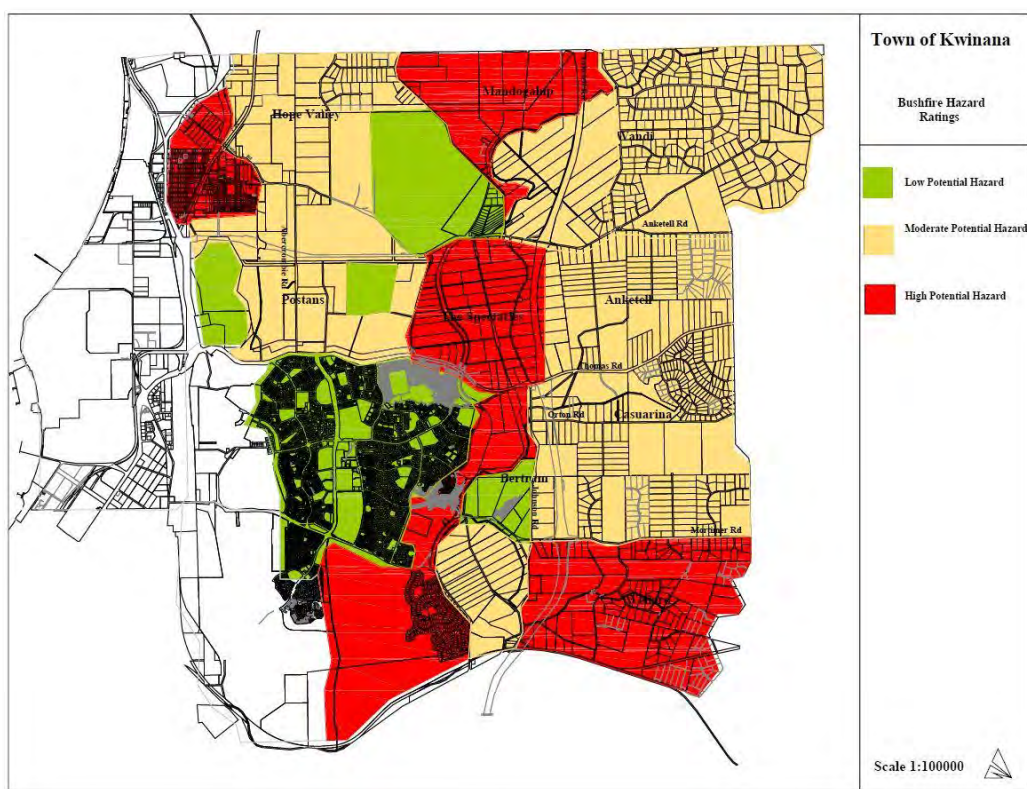 Town of Kwinana
Bushfire Hazard
Ratings
Low Potential Hazard
Moderate Potential Hazard
High Potential Hazard
Scale 1:100000
Mandogalup
Hope Valley
Wandi
Anketell Rd
Postans
Anketell
The Spectacles
Thomas Rd
Orton Rd
Casuarina
Bertram
Johnson Rd
Mortimer Rd